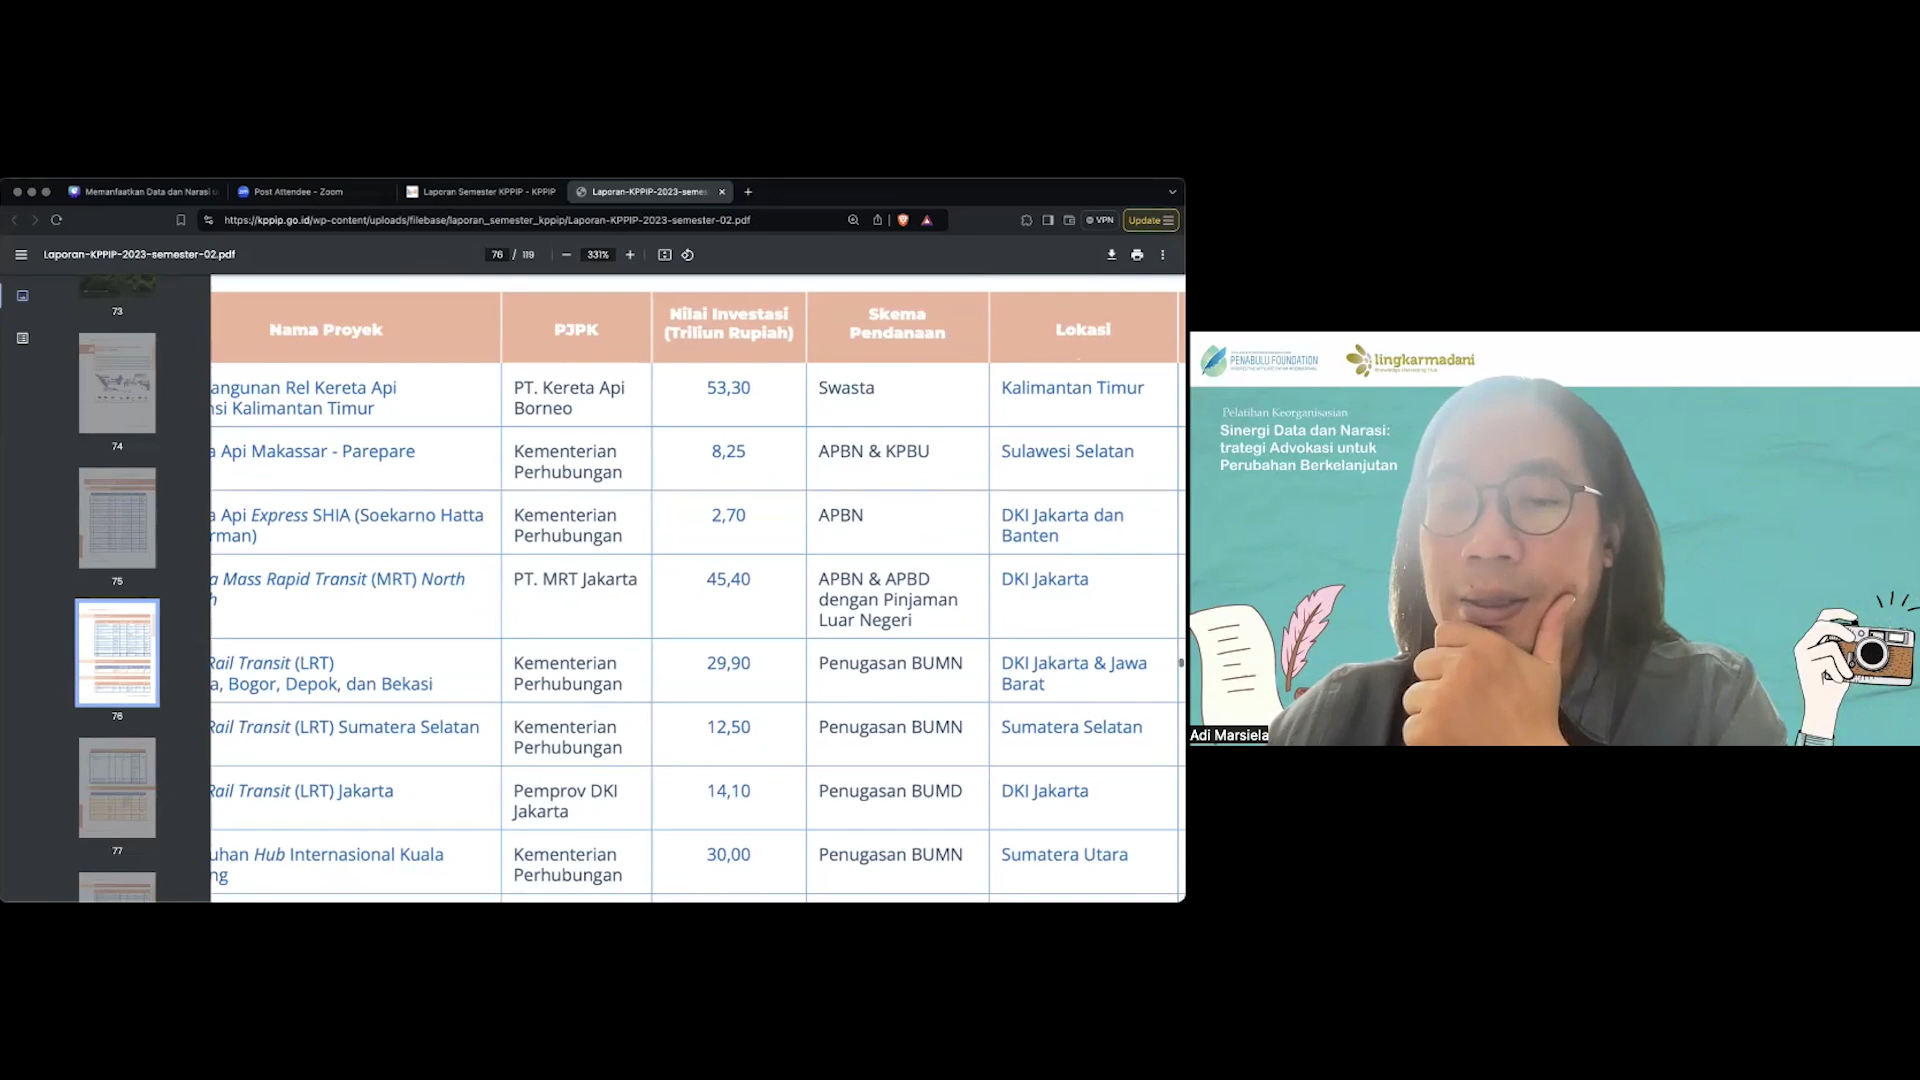 Memanfaatkan Data dan Narasi u
Post Attendee - Zoom
Laporan Semester KPPIP - KPPIP
Laporan-KPPIP-2023-semes
https://kppip.go.id/wp-content/uploads/filebase/laporan_semester_kppip/Laporan-KPPIP-2023-semester-02.pdf
VPN
Update
Laporan-KPPIP-2023-semester-02.pdf
76 / 119
331%
73
74
75
76
77
Nama Proyek
PJPK
Nilai Investasi
(Triliun Rupiah)
Skema
Pendanaan
Lokasi
angunan Rel Kereta Api
nsi Kalimantan Timur
PT. Kereta Api
Borneo
53,30
Swasta
Kalimantan Timur
a Api Makassar - Parepare
Kementerian
Perhubungan
8,25
APBN & KPBU
Sulawesi Selatan
a Api Express SHIA (Soekarno Hatta
rman)
Kementerian
Perhubungan
2,70
APBN
DKI Jakarta dan
Banten
a Mass Rapid Transit (MRT) North
h
PT. MRT Jakarta
45,40
APBN & APBD
dengan Pinjaman
Luar Negeri
DKI Jakarta
Rail Transit (LRT)
a, Bogor, Depok, dan Bekasi
Kementerian
Perhubungan
29,90
Penugasan BUMN
DKI Jakarta & Jawa
Barat
Rail Transit (LRT) Sumatera Selatan
Kementerian
Perhubungan
12,50
Penugasan BUMN
Sumatera Selatan
Rail Transit (LRT) Jakarta
Pemprov DKI
Jakarta
14,10
Penugasan BUMD
DKI Jakarta
uhan Hub Internasional Kuala
ng
Kementerian
Perhubungan
30,00
Penugasan BUMN
Sumatera Utara
PENABULU FOUNDATION
lingkarmadani
Knowledge Harvesting Hub
Pelatihan Keorganisasian
Sinergi Data dan Narasi:
trategi Advokasi untuk
Perubahan Berkelanjutan
Adi Marsiela